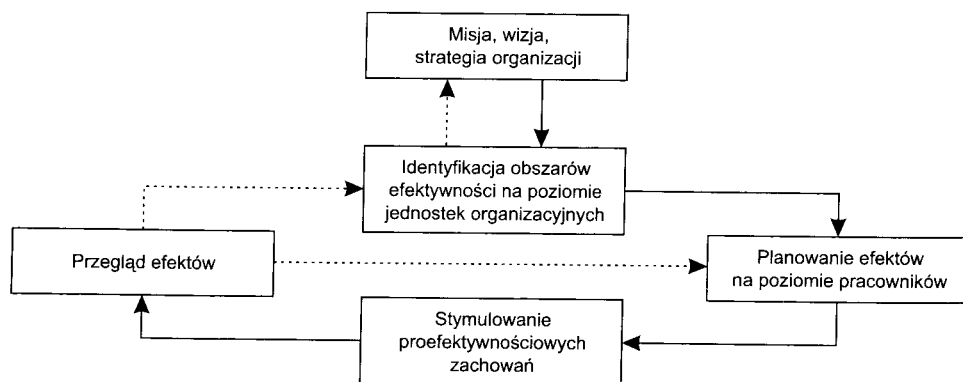 Misja, wizja,
strategia organizacji
Identyfikacja obszarów
efektywności na poziomie
jednostek organizacyjnych
Przegląd efektów
Planowanie efektów
na poziomie pracowników
Stymulowanie
proefektywnościowych
zachowań